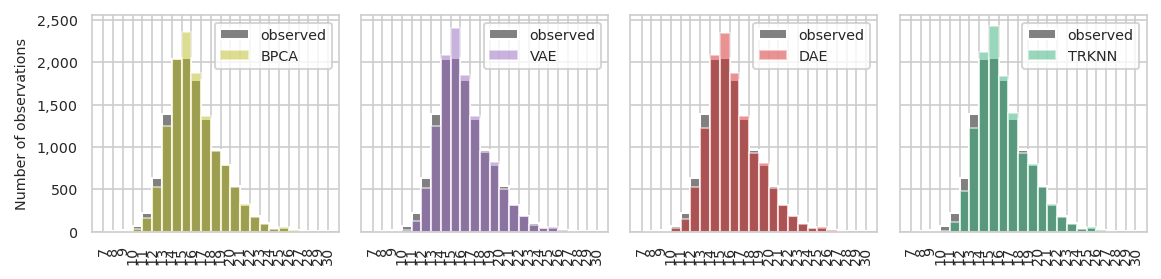 Number of observations
2,500
2,000
1,500
1,000
500
0
observed
BPCA
7 8 9 10 11 12 13 14 15 16 17 18 19 20 21 22 23 24 25 26 27 28 29 30
observed
VAE
7 8 9 10 11 12 13 14 15 16 17 18 19 20 21 22 23 24 25 26 27 28 29 30
observed
DAE
7 8 9 10 11 12 13 14 15 16 17 18 19 20 21 22 23 24 25 26 27 28 29 30
observed
TRKNN
7 8 9 10 11 12 13 14 15 16 17 18 19 20 21 22 23 24 25 26 27 28 29 30